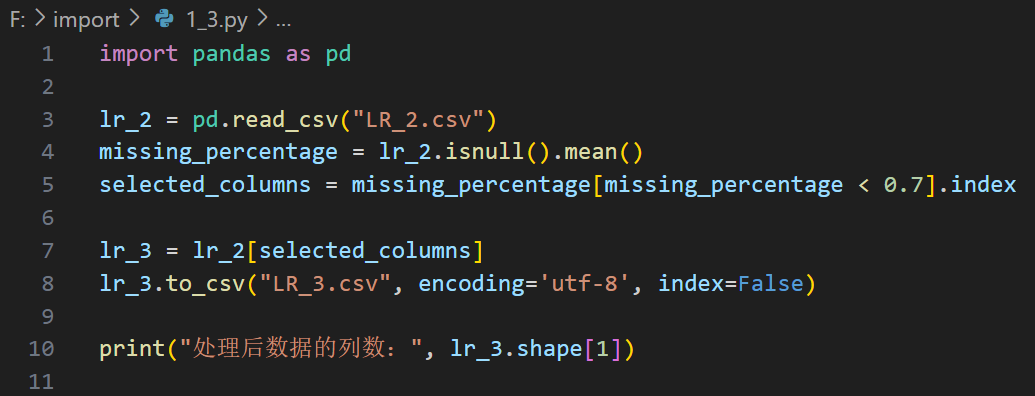 F: > import > 1_3.py > ...
1 import pandas as pd
2
3 lr_2 = pd.read_csv("LR_2.csv")
4 missing_percentage = lr_2.isnull().mean()
5 selected_columns = missing_percentage[missing_percentage < 0.7].index
6
7 lr_3 = lr_2[selected_columns]
8 lr_3.to_csv("LR_3.csv", encoding='utf-8', index=False)
9
10 print("处理后数据的列数：", lr_3.shape[1])
11